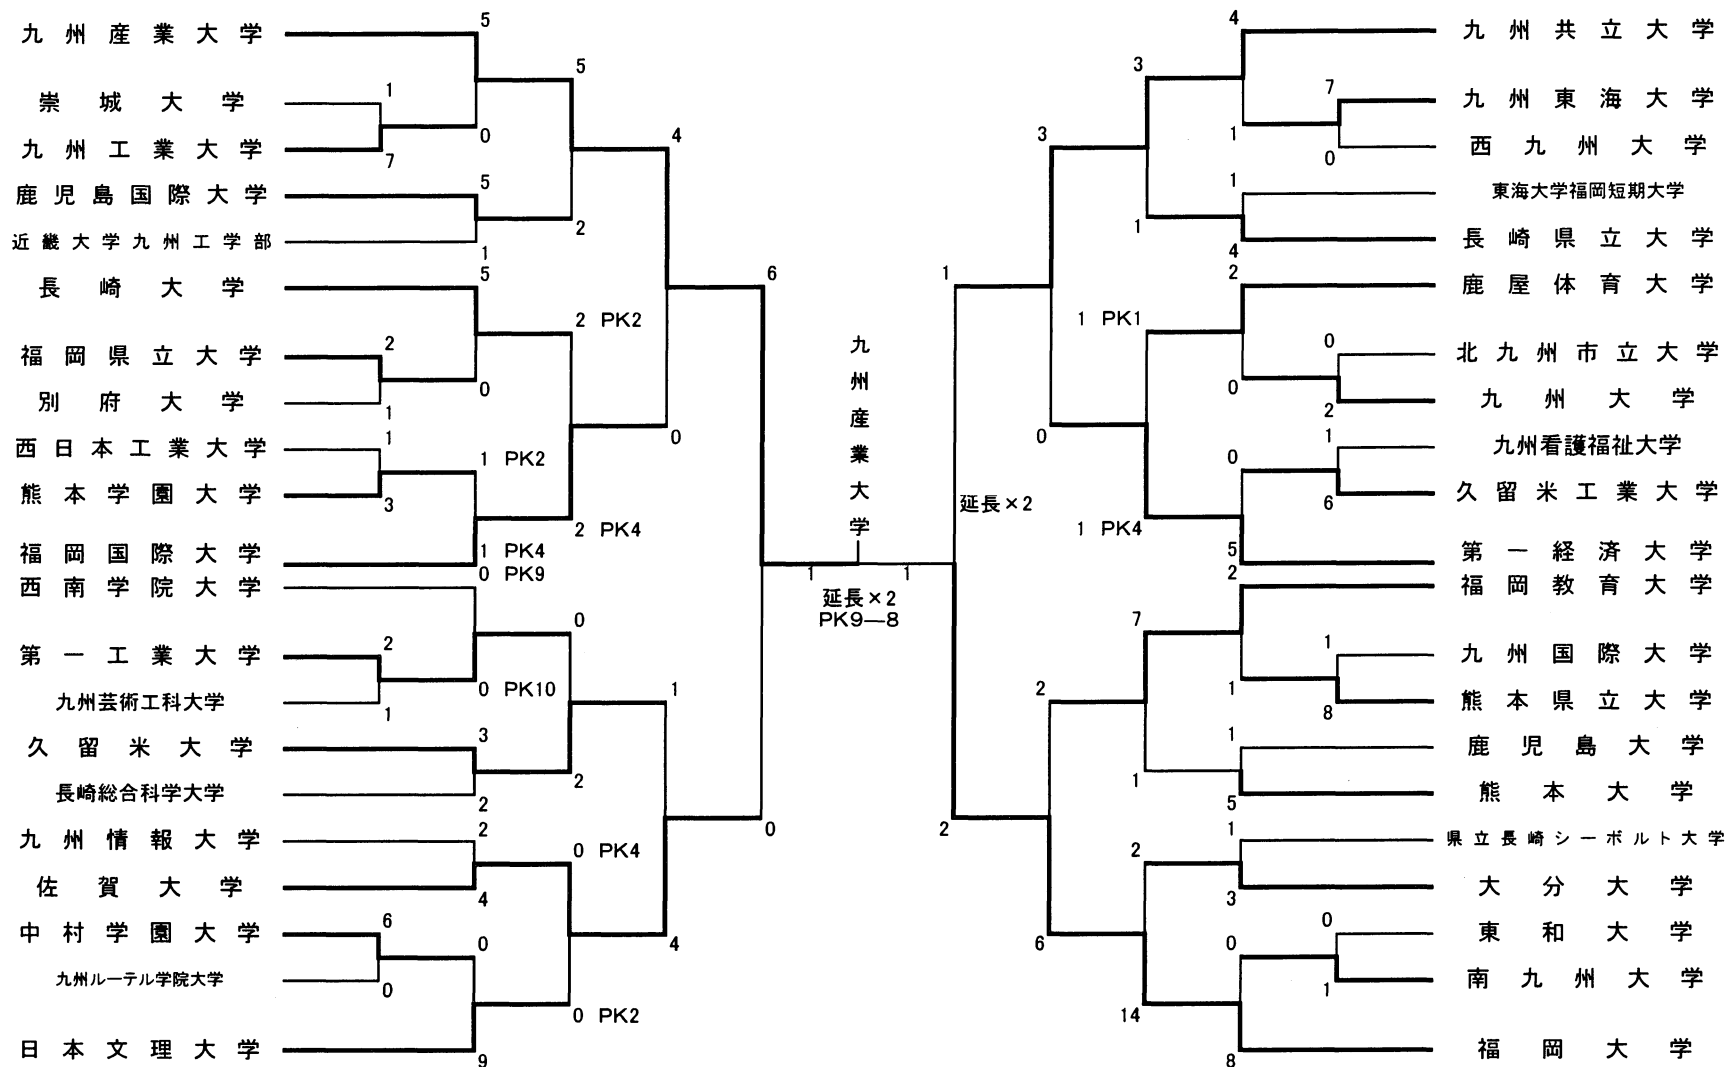 九州産業大学
崇城大学
九州工業大学
鹿児島国際大学
近畿大学九州工学部
長崎大学
福岡県立大学
別府大学
西日本工業大学
熊本学園大学
福岡国際大学
西南学院大学
第一工業大学
九州芸術工科大学
久留米大学
長崎総合科学大学
九州情報大学
佐賀大学
中村学園大学
九州ルーテル学院大学
日本文理大学
5
1
0
7
5
1
5
2
0
1
1
1 PK2
3
1 PK4
0 PK9
2
0 PK10
1
3
2
2
4
6
0
0
9
5
2
2 PK2
2 PK4
0
2
0 PK4
0 PK2
4
0
1
4
6
0
九州産業大学
1
1
延長×2
PK9—8
延長×2
1
2
3
0
2
6
3
1
1 PK1
1 PK4
7
1
2
14
4
7
1
0
1
4
2
0
0
2
1
0
6
5
2
1
1
8
1
5
1
3
0
0
1
8
九州共立大学
九州東海大学
西九州大学
東海大学福岡短期大学
長崎県立大学
鹿屋体育大学
北九州市立大学
九州大学
九州看護福祉大学
久留米工業大学
第一経済大学
福岡教育大学
九州国際大学
熊本県立大学
鹿児島大学
熊本大学
県立長崎シーボルト大学
大分大学
東和大学
南九州大学
福岡大学